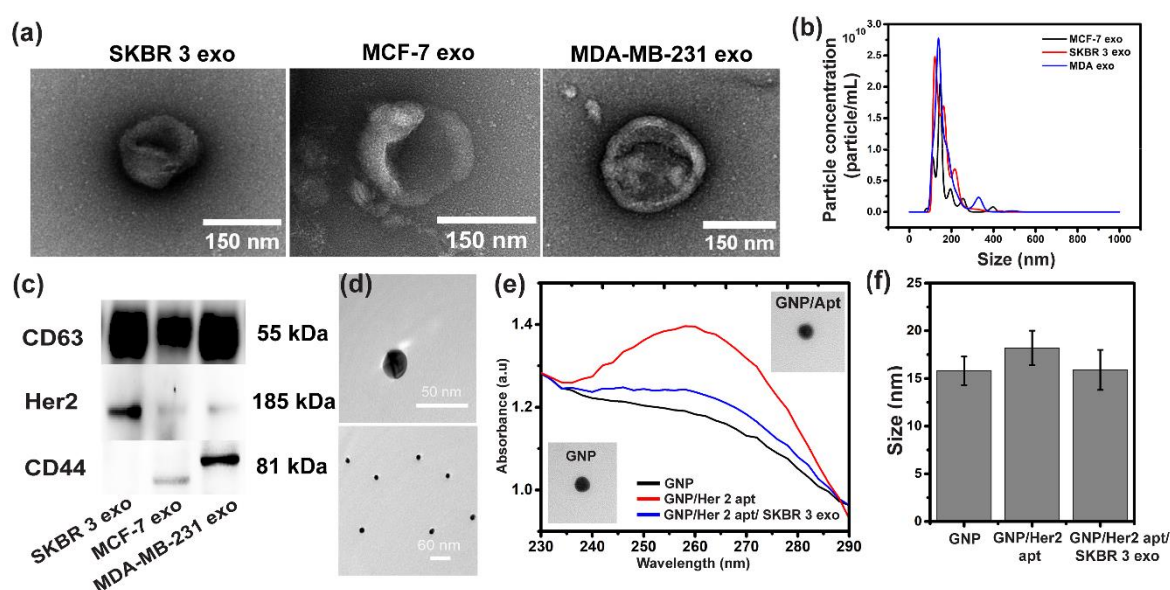 (a)
SKBR 3 exo
MCF-7 exo
MDA-MB-231 exo
150 nm
150 nm
150 nm
(b)
3.0 ×10^10
2.5
2.0
1.5
1.0
5.0
0.0
Particle concentration
(particle/mL)
0 200 400 600 800 1000
Size (nm)
MCF-7 exo
SKBR 3 exo
MDA exo
(c)
CD63
55 kDa
Her2
185 kDa
CD44
81 kDa
SKBR 3 exo
MCF-7 exo
MDA-MB-231 exo
(d)
50 nm
60 nm
(e)
1.4
1.2
1.0
Absorbance (a.u)
230 240 250 260 270 280 290
Wavelength (nm)
GNP/Apt
GNP
GNP
GNP/Her 2 apt
GNP/Her 2 apt/ SKBR 3 exo
(f)
25
20
15
10
5
0
Size (nm)
GNP
GNP/Her2
apt
GNP/Her2 apt/
SKBR 3 exo